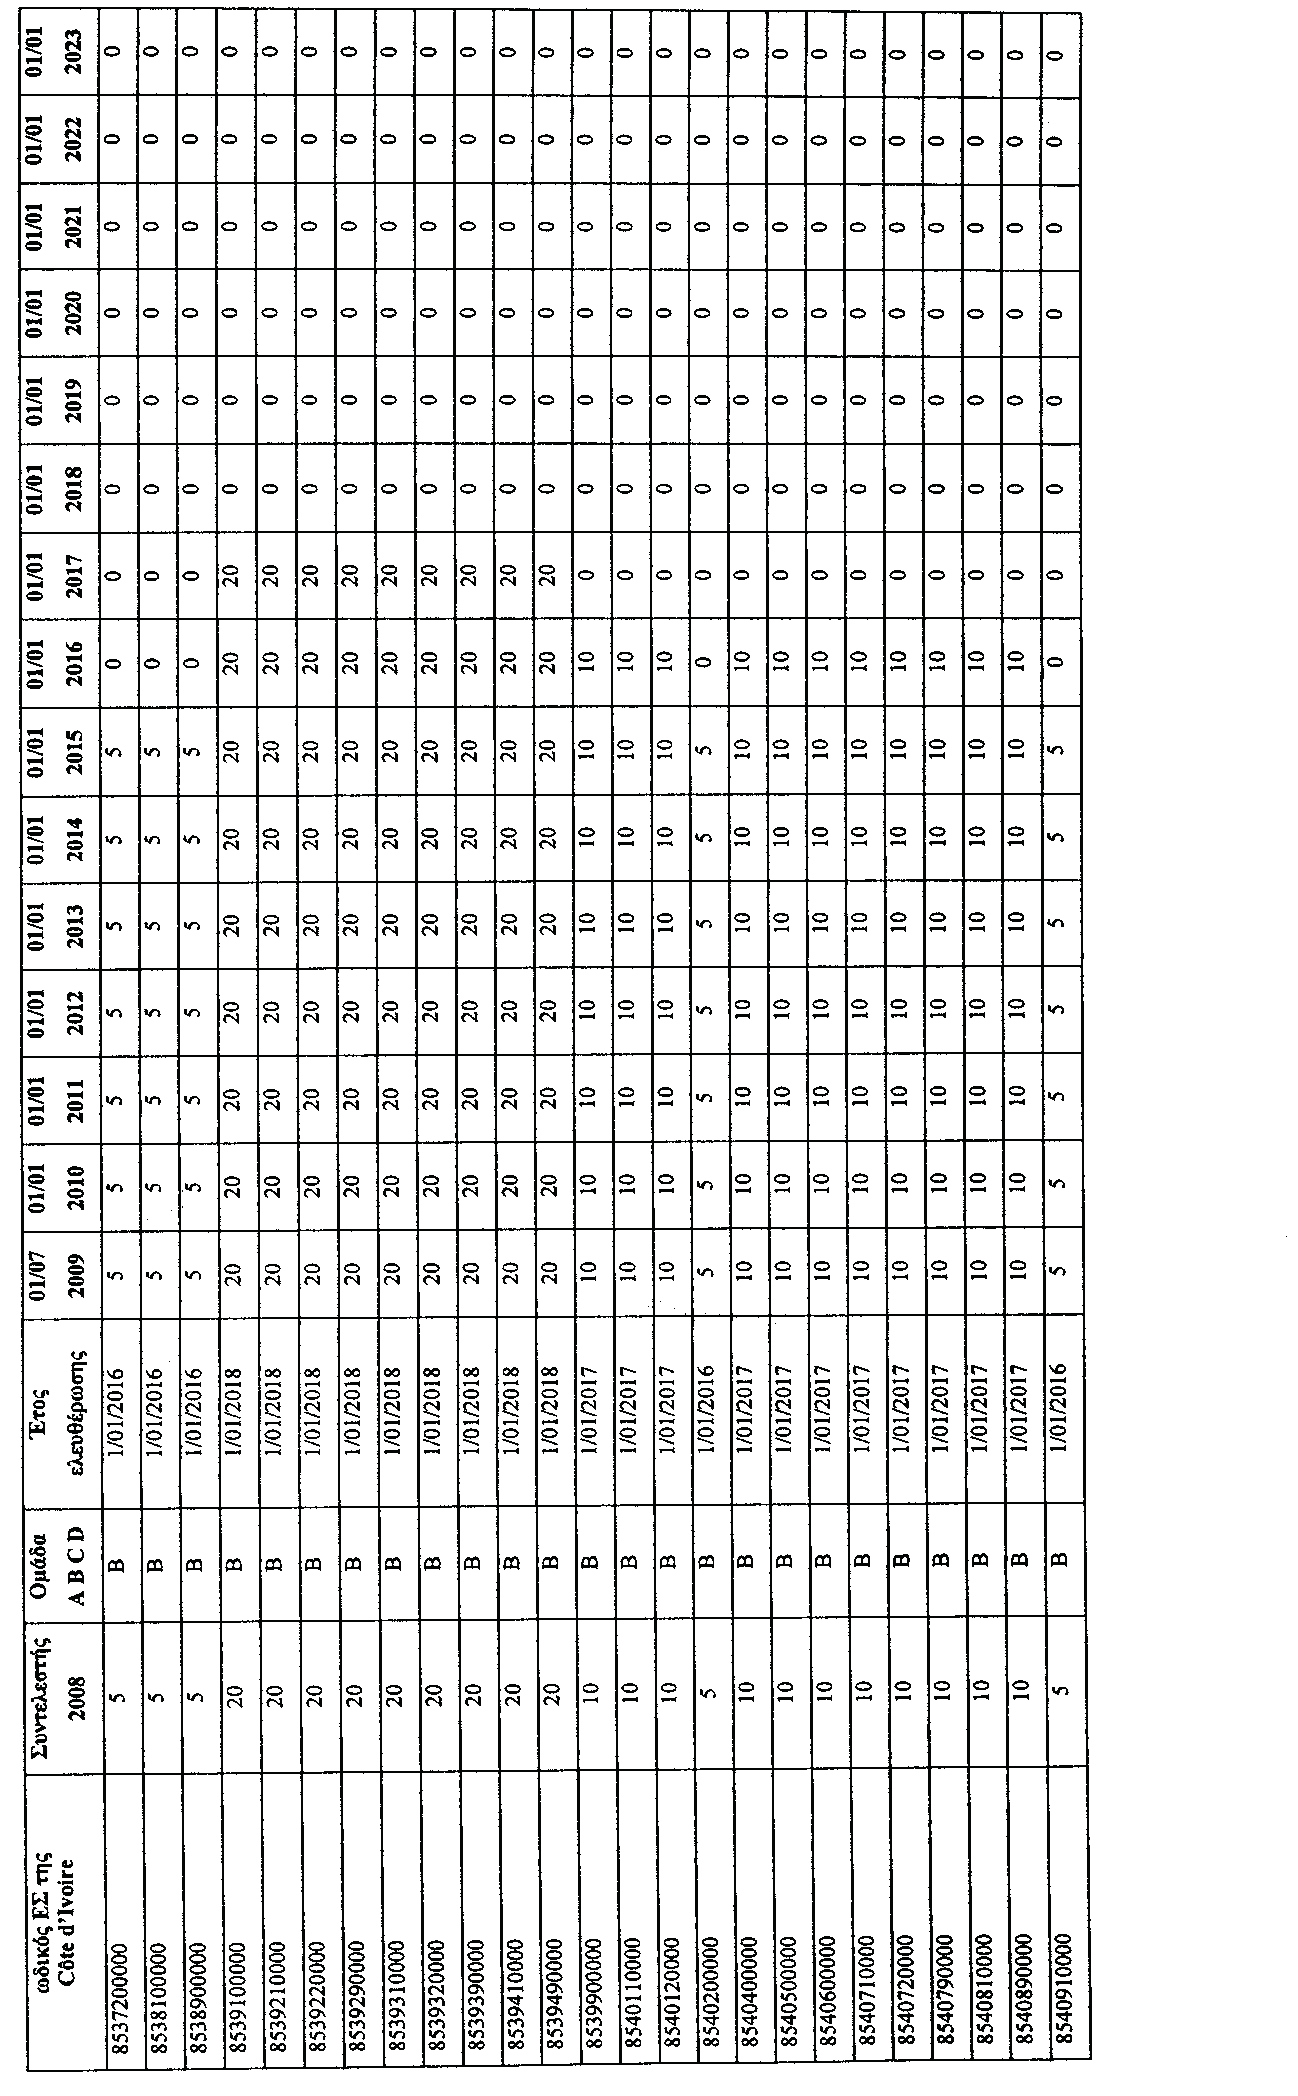 ωδικός ΕΣ της Côte d'Ivoire Συντελεστής 2008 Ομάδα A B C D Έτος ελευθέρωσης 01/07 2009 01/01 2010 01/01 2011 01/01 2012 01/01 2013 01/01 2014 01/01 2015 01/01 2016 01/01 2017 01/01 2018 01/01 2019 01/01 2020 01/01 2021 01/01 2022 01/01 2023
8537200000 5 B 1/01/2016 5 5 5 5 5 5 5 0 0 0 0 0 0 0 0
8538100000 5 B 1/01/2016 5 5 5 5 5 5 5 0 0 0 0 0 0 0 0
8538900000 5 B 1/01/2016 5 5 5 5 5 5 5 0 0 0 0 0 0 0 0
8539100000 20 B 1/01/2018 20 20 20 20 20 20 20 20 20 0 0 0 0 0 0
8539210000 20 B 1/01/2018 20 20 20 20 20 20 20 20 20 0 0 0 0 0 0
8539220000 20 B 1/01/2018 20 20 20 20 20 20 20 20 20 0 0 0 0 0 0
8539290000 20 B 1/01/2018 20 20 20 20 20 20 20 20 20 0 0 0 0 0 0
8539310000 20 B 1/01/2018 20 20 20 20 20 20 20 20 20 0 0 0 0 0 0
8539320000 20 B 1/01/2018 20 20 20 20 20 20 20 20 20 0 0 0 0 0 0
8539390000 20 B 1/01/2018 20 20 20 20 20 20 20 20 20 0 0 0 0 0 0
8539410000 20 B 1/01/2018 20 20 20 20 20 20 20 20 20 0 0 0 0 0 0
8539490000 20 B 1/01/2018 20 20 20 20 20 20 20 20 20 0 0 0 0 0 0
8539900000 10 B 1/01/2017 10 10 10 10 10 10 10 10 0 0 0 0 0 0 0
8540110000 10 B 1/01/2017 10 10 10 10 10 10 10 10 0 0 0 0 0 0 0
8540120000 10 B 1/01/2017 10 10 10 10 10 10 10 10 0 0 0 0 0 0 0
8540200000 5 B 1/01/2016 5 5 5 5 5 5 5 0 0 0 0 0 0 0 0
8540400000 10 B 1/01/2017 10 10 10 10 10 10 10 10 0 0 0 0 0 0 0
8540500000 10 B 1/01/2017 10 10 10 10 10 10 10 10 0 0 0 0 0 0 0
8540600000 10 B 1/01/2017 10 10 10 10 10 10 10 10 0 0 0 0 0 0 0
8540710000 10 B 1/01/2017 10 10 10 10 10 10 10 10 0 0 0 0 0 0 0
8540720000 10 B 1/01/2017 10 10 10 10 10 10 10 10 0 0 0 0 0 0 0
8540790000 10 B 1/01/2017 10 10 10 10 10 10 10 10 0 0 0 0 0 0 0
8540810000 10 B 1/01/2017 10 10 10 10 10 10 10 10 0 0 0 0 0 0 0
8540890000 10 B 1/01/2017 10 10 10 10 10 10 10 10 0 0 0 0 0 0 0
8540910000 5 B 1/01/2016 5 5 5 5 5 5 5 0 0 0 0 0 0 0 0